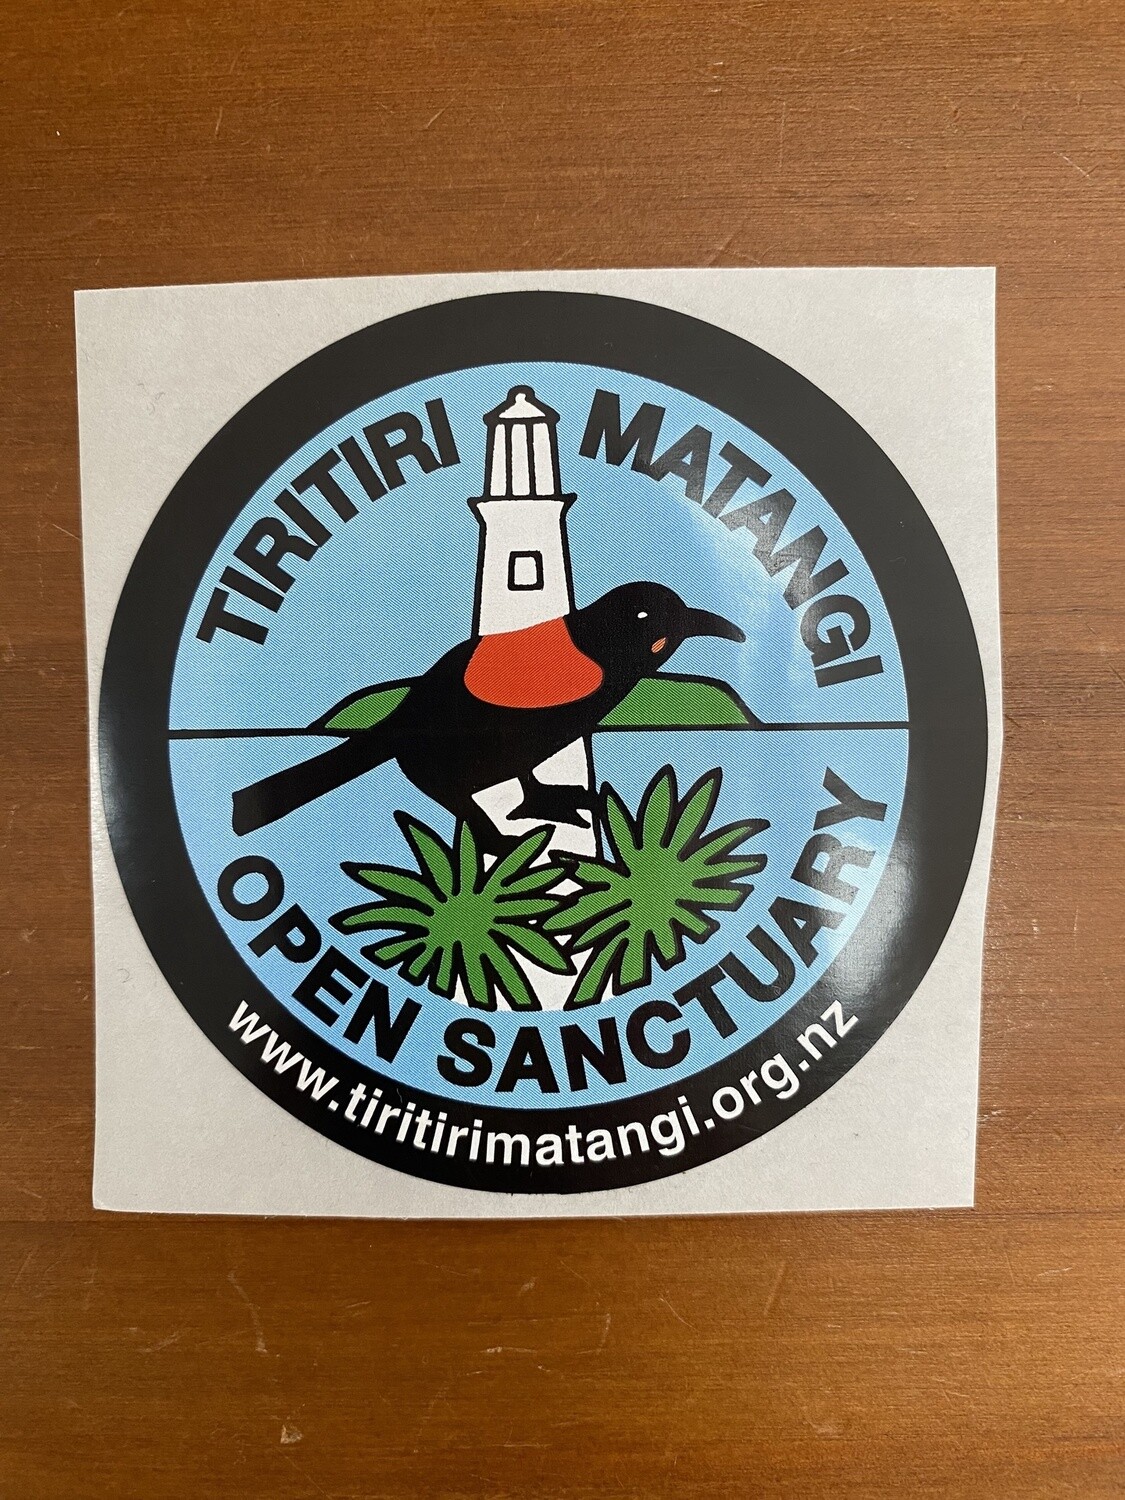 TIRITIRI MATANGI
OPEN SANCTUARY
www.tiritirimatangi.org.nz